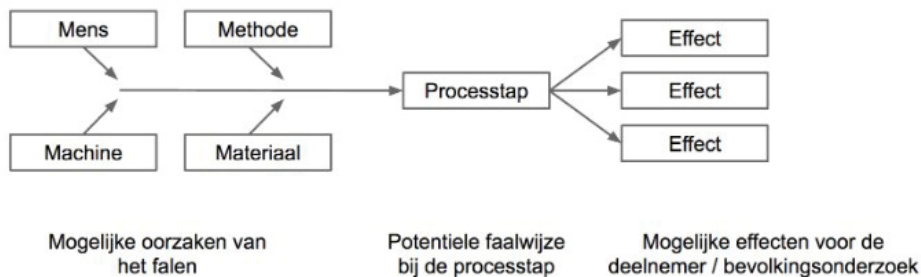 Mens
Methode
Effect
Processtap
Effect
Machine
Materiaal
Effect
Mogelijke oorzaken van
het falen
Potentiele faalwijze
bij de processtap
Mogelijke effecten voor de
deelnemer / bevolkingsonderzoek